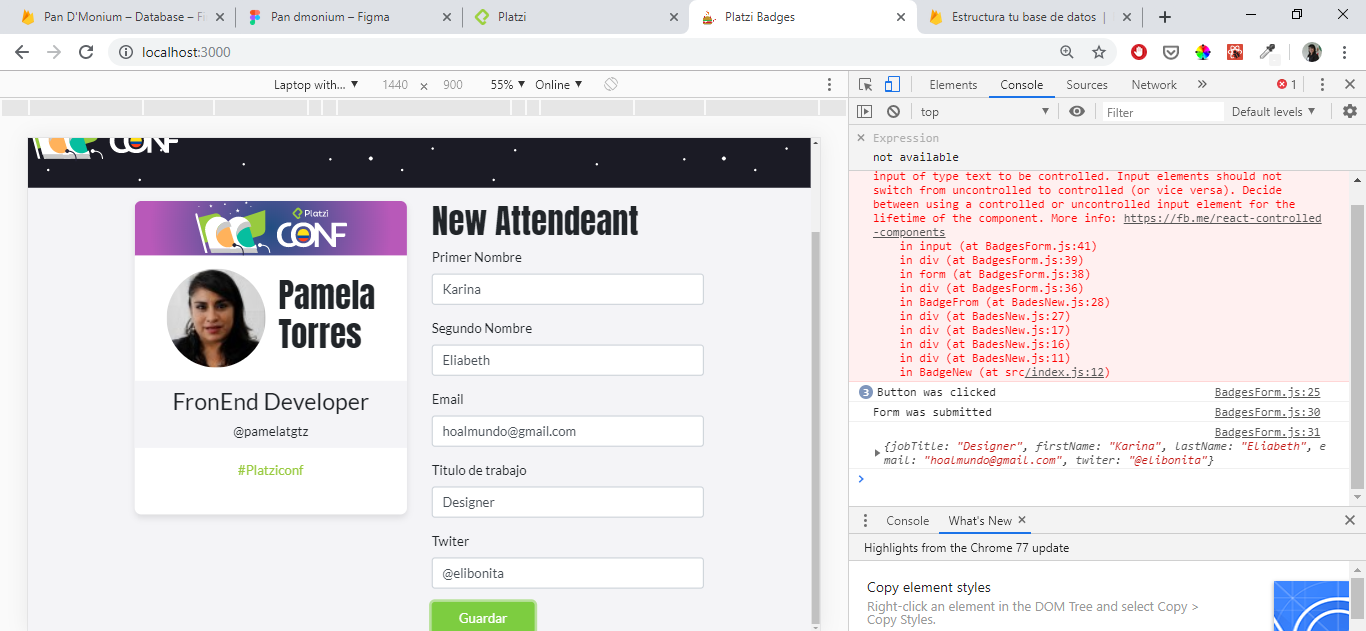 Pan D'Monium – Database – Fi
Pan dmonium – Figma
Platzi
Platzi Badges
Estructura tu base de datos |
localhost:3000
Laptop with... ▼ 1440 × 900 55% ▼ Online ▼
Elements Console Sources Network » 1
top ▼ Filter Default levels ▼
Expression
not available
input of type text to be controlled. Input elements should not
switch from uncontrolled to controlled (or vice versa). Decide
between using a controlled or uncontrolled input element for the
lifetime of the component. More info: https://fb.me/react-controlled
-components
in input (at BadgesForm.js:41)
in div (at BadgesForm.js:39)
in form (at BadgesForm.js:38)
in div (at BadgesForm.js:36)
in BadgeFrom (at BadesNew.js:28)
in div (at BadesNew.js:27)
in div (at BadesNew.js:17)
in div (at BadesNew.js:16)
in div (at BadesNew.js:11)
in BadgeNew (at src/index.js:12)
3 Button was clicked BadgesForm.js:25
Form was submitted BadgesForm.js:30
BadgesForm.js:31
{jobTitle: "Designer", firstName: "Karina", lastName: "Eliabeth", e
mail: "hoalmundo@gmail.com", twiter: "@elibonita"}
Console What's New ×
Highlights from the Chrome 77 update
Copy element styles
Right-click an element in the DOM Tree and select Copy >
Copy Styles.
CONF
Platzi
CONF
Pamela
Torres
FronEnd Developer
@pamelatgtz
#Platziconf
New Attendeant
Primer Nombre
Karina
Segundo Nombre
Eliabeth
Email
hoalmundo@gmail.com
Titulo de trabajo
Designer
Twiter
@elibonita
Guardar